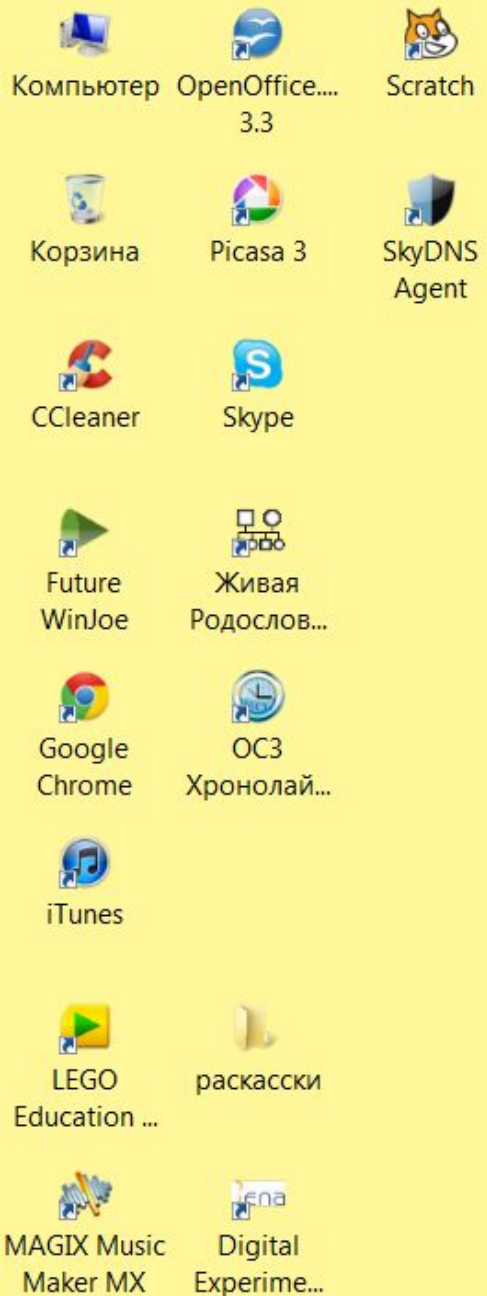 Компьютер
OpenOffice....
3.3
Scratch
Корзина
Picasa 3
SkyDNS
Agent
CCleaner
Skype
Future
WinJoe
Живая
Родослов...
Google
Chrome
ОС3
Хронолай...
iTunes
LEGO
Education ...
раскасски
MAGIX Music
Maker MX
ena
Digital
Experime...